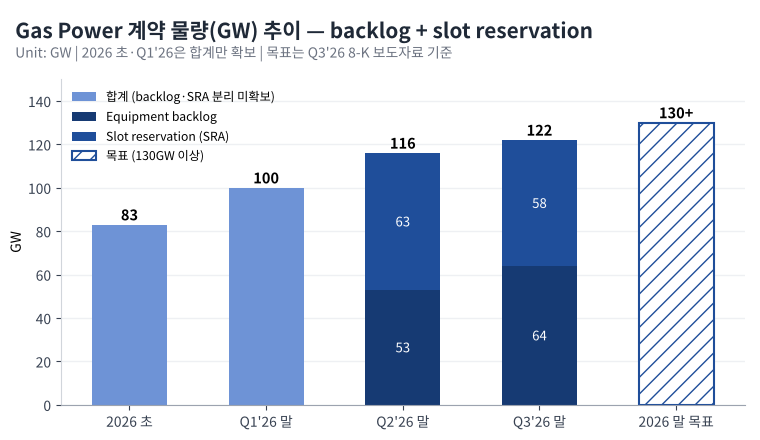 Gas Power 계약 물량(GW) 추이 — backlog + slot reservation
Unit: GW | 2026 초·Q1'26은 합계만 확보 | 목표는 Q3'26 8-K 보도자료 기준
합계 (backlog·SRA 분리 미확보)
Equipment backlog
Slot reservation (SRA)
목표 (130GW 이상)
GW
140
120
100
80
60
40
20
0
83
100
116
63
53
122
58
64
130+
2026 초
Q1'26 말
Q2'26 말
Q3'26 말
2026 말 목표